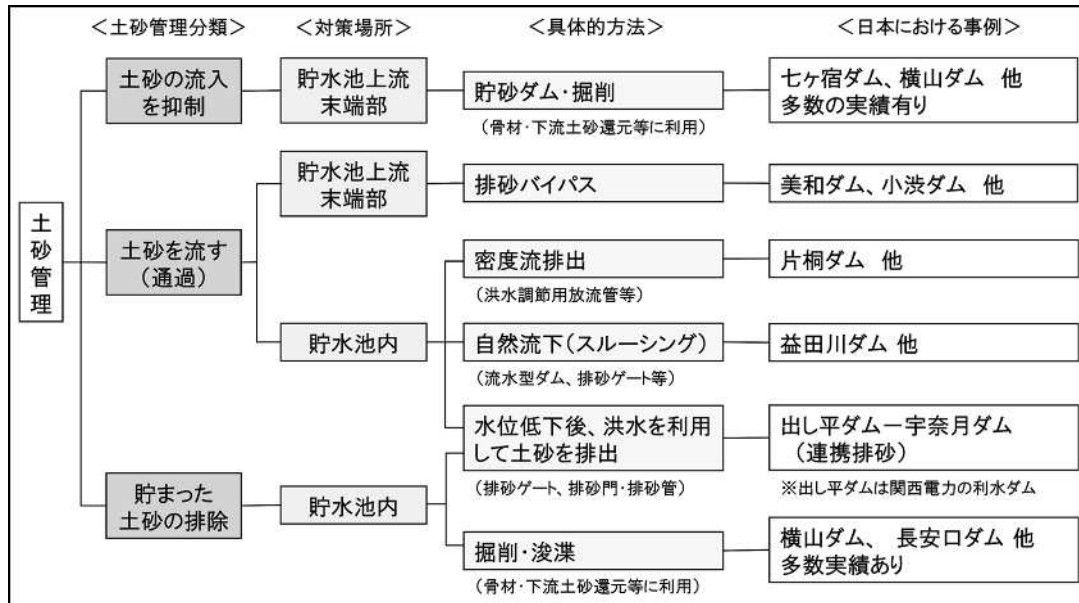 ＜土砂管理分類＞ ＜対策場所＞ ＜具体的方法＞ ＜日本における事例＞
土砂管理
土砂の流入
を抑制
貯水池上流
末端部
貯砂ダム・掘削
（骨材・下流土砂還元等に利用）
七ヶ宿ダム、横山ダム 他
多数の実績有り
土砂を流す
（通過）
貯水池上流
末端部
排砂バイパス
美和ダム、小渋ダム 他
貯水池内
密度流排出
（洪水調節用放流管等）
片桐ダム 他
自然流下（スルーシング）
（流水型ダム、排砂ゲート等）
益田川ダム 他
水位低下後、洪水を利用
して土砂を排出
（排砂ゲート、排砂門・排砂管）
出し平ダム－宇奈月ダム
（連携排砂）
※出し平ダムは関西電力の利水ダム
貯まった
土砂の排除
貯水池内
掘削・浚渫
（骨材・下流土砂還元等に利用）
横山ダム、 長安口ダム 他
多数実績あり